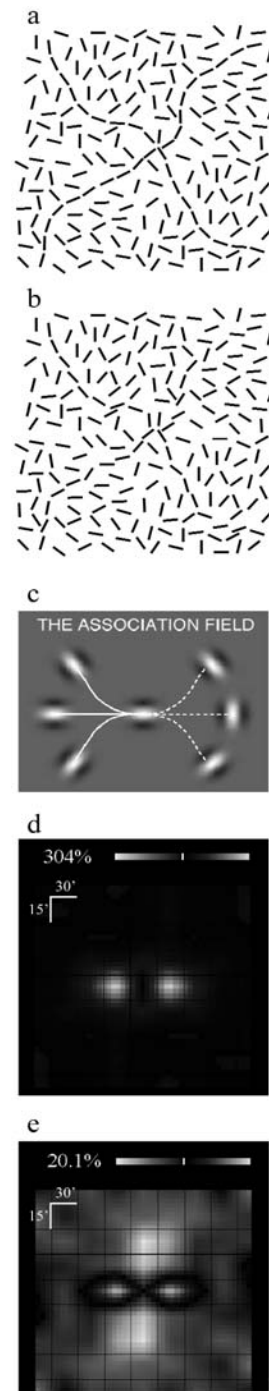 a
b
c
THE ASSOCIATION FIELD
d
304%
30'
15'
e
20.1%
30'
15'